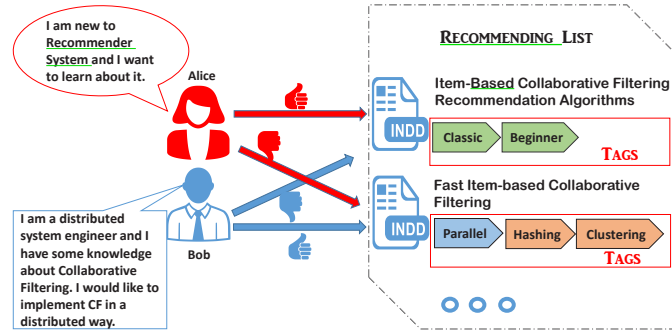 I am new to
Recommender
System and I want
to learn about it.
Alice
Bob
I am a distributed
system engineer and I
have some knowledge
about Collaborative
Filtering. I would like to
implement CF in a
distributed way.
RECOMMENDING LIST
INDD
Item-Based Collaborative Filtering
Recommendation Algorithms
Classic
Beginner
TAGS
INDD
Fast Item-based Collaborative
Filtering
Parallel
Hashing
Clustering
TAGS